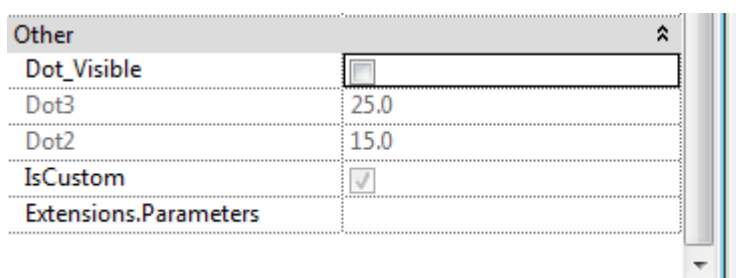 Other
Dot_Visible
Dot3 25.0
Dot2 15.0
IsCustom
Extensions.Parameters